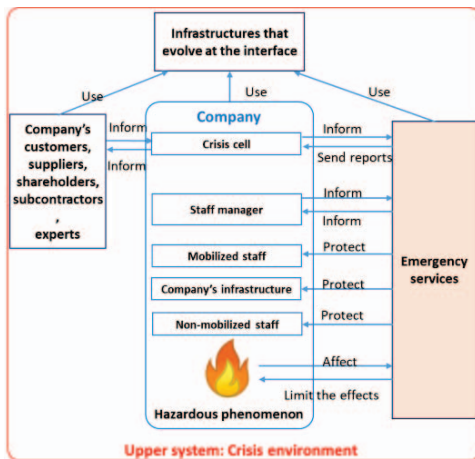 Infrastructures that
evolve at the interface
Use
Use
Use
Company's
customers,
suppliers,
shareholders,
subcontractors
,
experts
Inform
Inform
Company
Crisis cell
Inform
Send reports
Staff manager
Inform
Inform
Mobilized staff
Protect
Company's infrastructure
Protect
Non-mobilized staff
Protect
Emergency
services
Affect
Limit the effects
Hazardous phenomenon
Upper system: Crisis environment